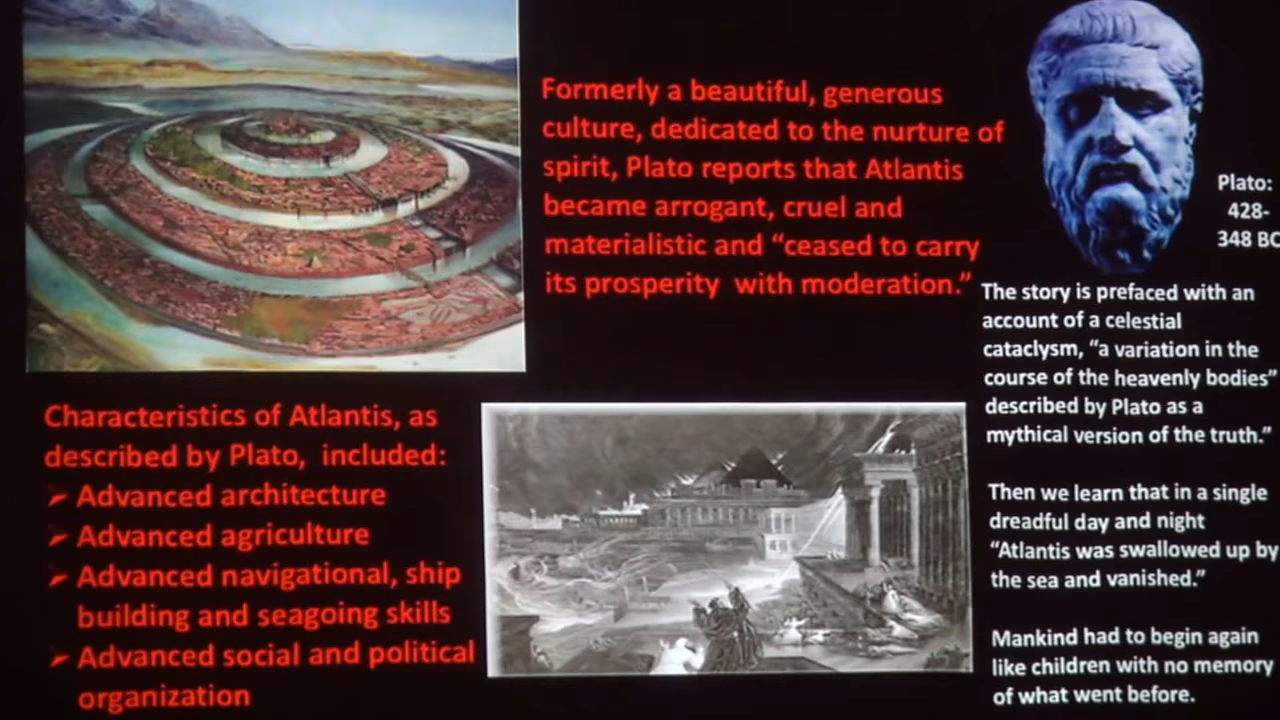 Formerly a beautiful, generous
culture, dedicated to the nurture of
spirit, Plato reports that Atlantis
became arrogant, cruel and
materialistic and “ceased to carry
its prosperity with moderation.”
Plato:
428-
348 BC
The story is prefaced with an
account of a celestial
cataclysm, “a variation in the
course of the heavenly bodies”
described by Plato as a
mythical version of the truth.”
Then we learn that in a single
dreadful day and night
“Atlantis was swallowed up by
the sea and vanished.”
Mankind had to begin again
like children with no memory
of what went before.
Characteristics of Atlantis, as
described by Plato, included:
➢ Advanced architecture
➢ Advanced agriculture
➢ Advanced navigational, ship
building and seagoing skills
➢ Advanced social and political
organization